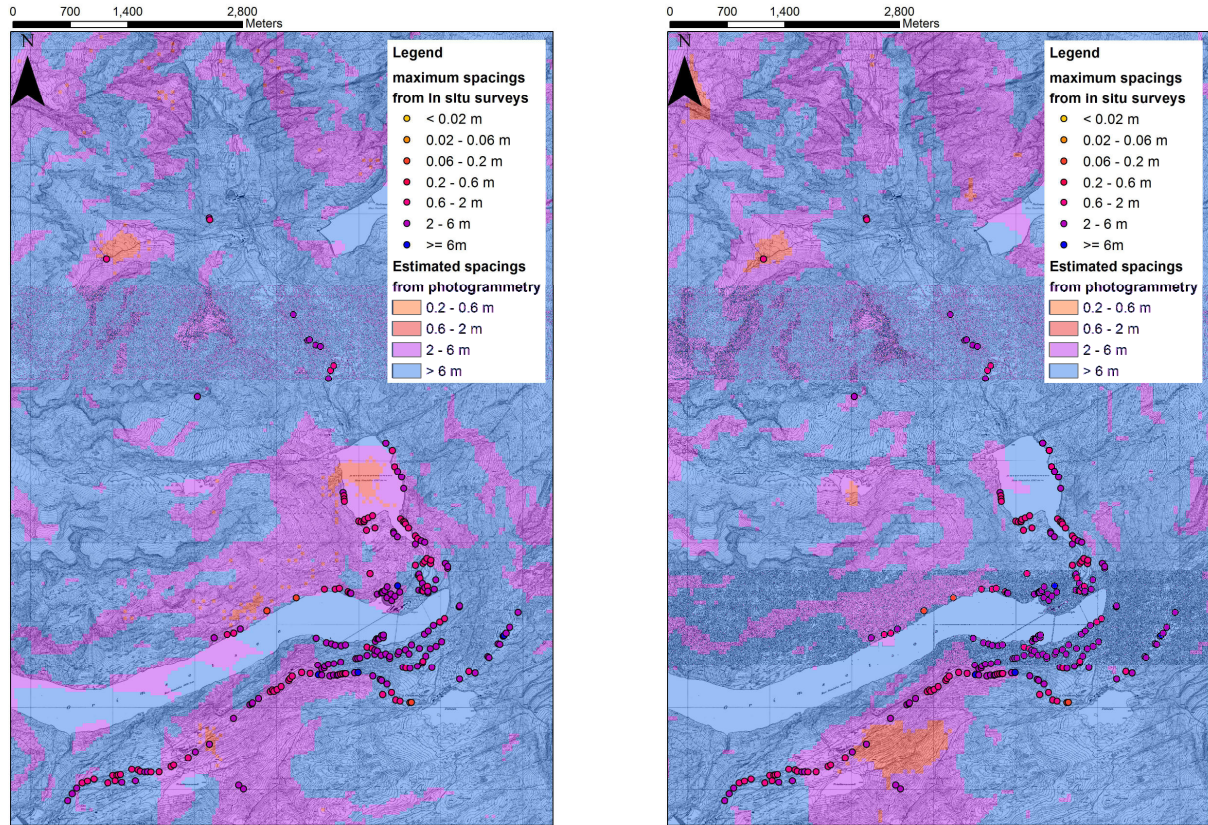 0 700 1,400 2,800
Meters
N
Legend
maximum spacings
from in situ surveys
< 0.02 m
0.02 - 0.06 m
0.06 - 0.2 m
0.2 - 0.6 m
0.6 - 2 m
2 - 6 m
>= 6m
Estimated spacings
from photogrammetry
0.2 - 0.6 m
0.6 - 2 m
2 - 6 m
> 6 m
0 700 1,400 2,800
Meters
N
Legend
maximum spacings
from in situ surveys
< 0.02 m
0.02 - 0.06 m
0.06 - 0.2 m
0.2 - 0.6 m
0.6 - 2 m
2 - 6 m
>= 6m
Estimated spacings
from photogrammetry
0.2 - 0.6 m
0.6 - 2 m
2 - 6 m
> 6 m